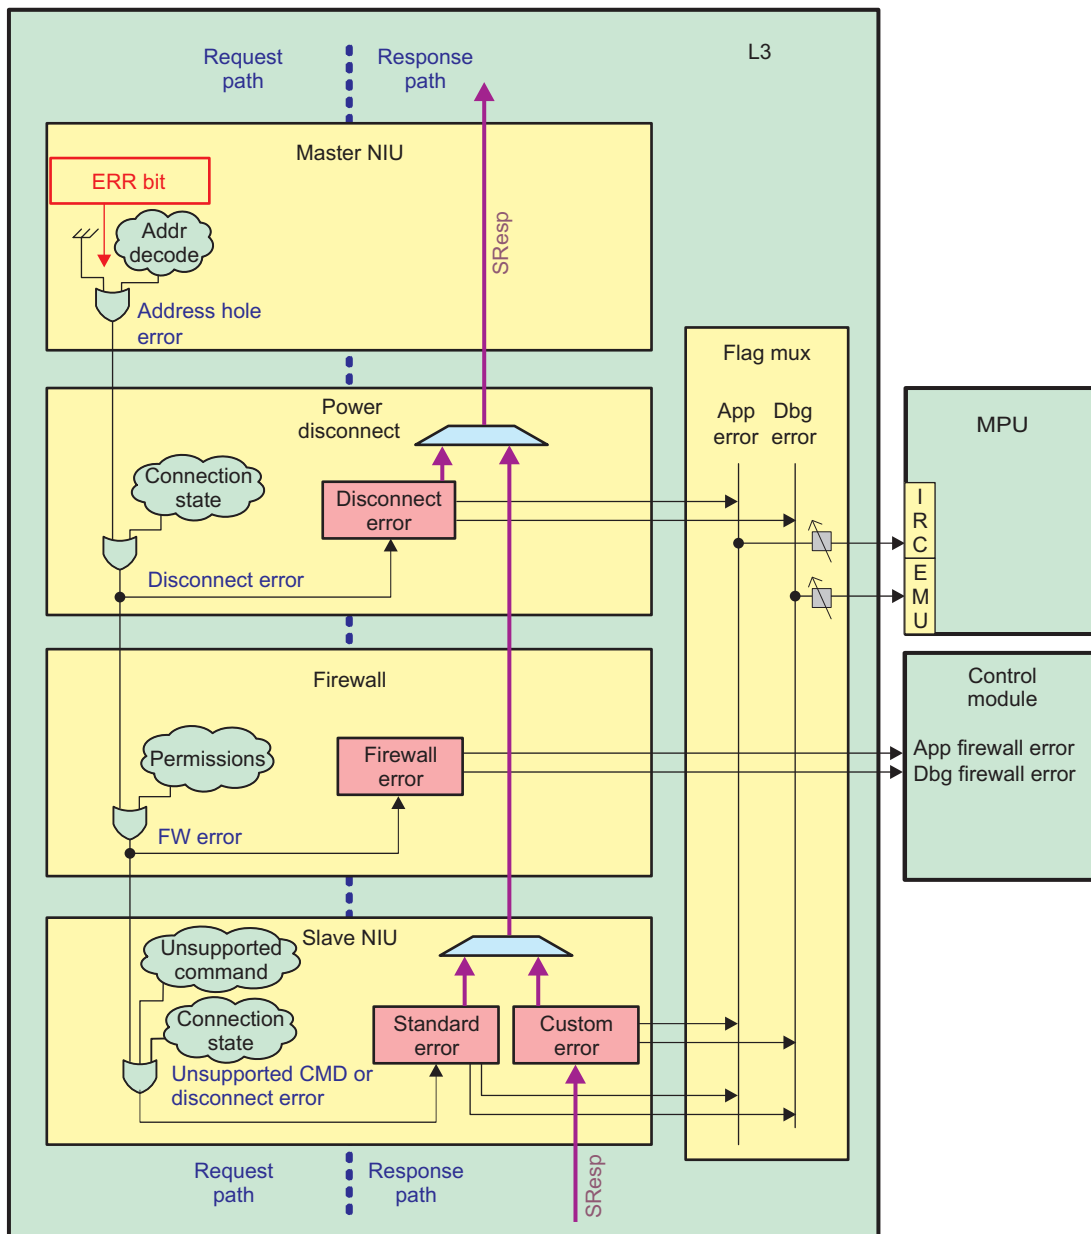 Request
path
Response
path
L3
Master NIU
ERR bit
Addr
decode
SResp
Address hole
error
Flag mux
App
error
Dbg
error
Power
disconnect
MPU
Connection
state
Disconnect
error
I
R
C
E
M
U
Disconnect error
Firewall
Control
module
Permissions
Firewall
error
App firewall error
Dbg firewall error
FW error
Slave NIU
Unsupported
command
Connection
state
Standard
error
Custom
error
Unsupported CMD or
disconnect error
Request
path
Response
path
SResp